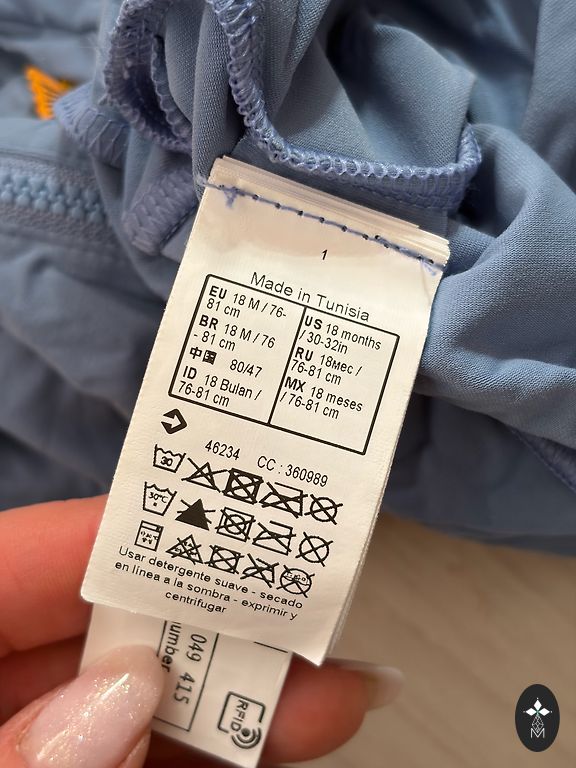 1
Made in Tunisia
EU 18 M / 76-
81 cm
BR 18 M / 76
- 81 cm
中国 80/47
ID 18 Bulan /
76-81 cm
US 18 months
/ 30-32in
RU 18мес /
76-81 cm
MX 18 meses
/ 76-81 cm
46234 CC : 360989
30
30°C
Usar detergente suave - secado
en línea a la sombra - exprimir y
centrifugar
049 415
umber
RFID
M